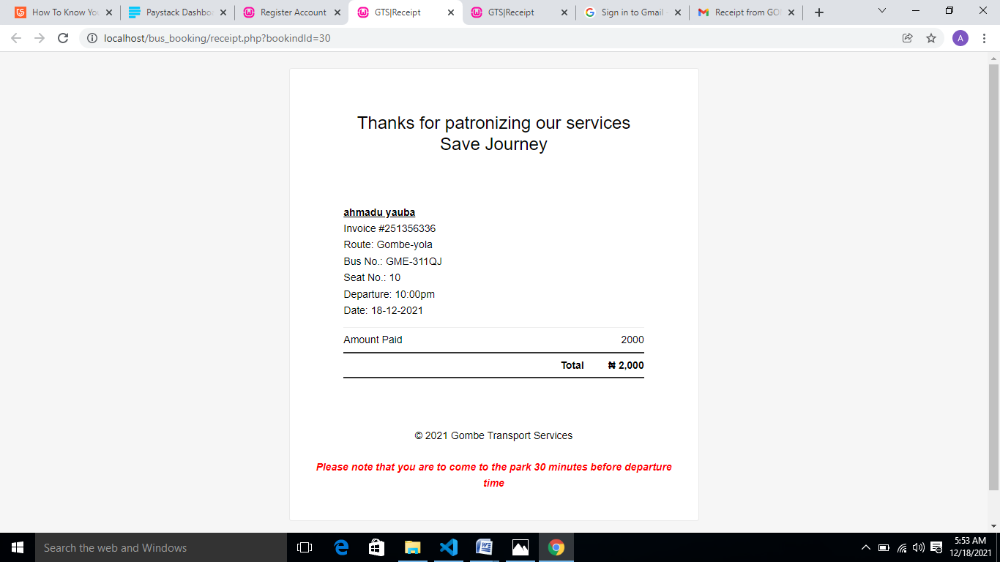 How To Know You
Paystack Dashbo
Register Account
GTS|Receipt
GTS|Receipt
Sign in to Gmail
Receipt from GO
localhost/bus_booking/receipt.php?bookindId=30
A
Thanks for patronizing our services
Save Journey
ahmadu yauba
Invoice #251356336
Route: Gombe-yola
Bus No.: GME-311QJ
Seat No.: 10
Departure: 10:00pm
Date: 18-12-2021
Amount Paid 2000
Total ₦ 2,000
© 2021 Gombe Transport Services
Please note that you are to come to the park 30 minutes before departure
time
Search the web and Windows
5:53 AM
12/18/2021